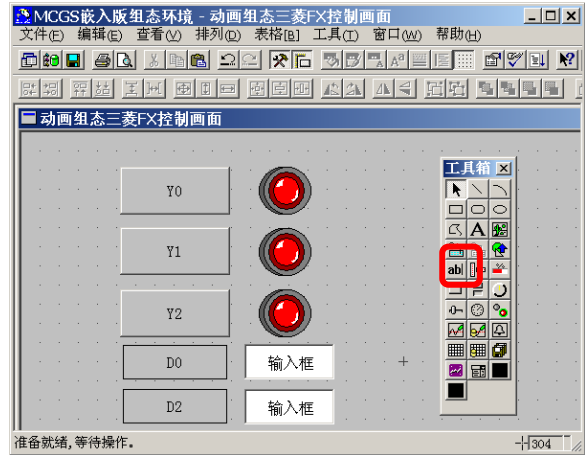 MCGS嵌入版组态环境 - 动画组态三菱FX控制画面
文件(F) 编辑(E) 查看(V) 排列(D) 表格[B] 工具(T) 窗口(W) 帮助(H)
动画组态三菱FX控制画面
工具箱
Y0
A
Y1
ab|
Y2
D0 输入框
D2 输入框
准备就绪,等待操作。
304